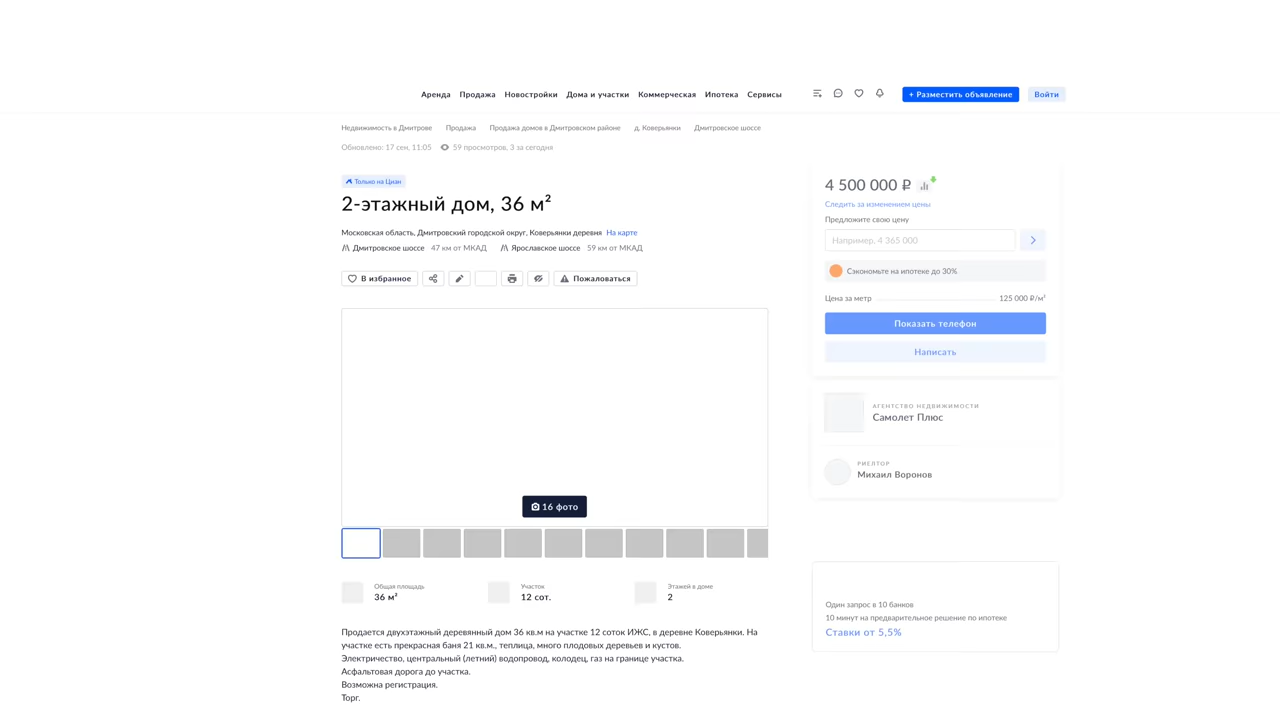 Аренда Продажа Новостройки Дома и участки Коммерческая Ипотека Сервисы + Разместить объявление Войти
Недвижимость в Дмитрове Продажа Продажа домов в Дмитровском районе д. Коверьянки Дмитровское шоссе
Обновлено: 17 сен, 11:05 59 просмотров, 3 за сегодня
Только на Циан
2-этажный дом, 36 м²
Московская область, Дмитровский городской округ, Коверьянки деревня На карте
Дмитровское шоссе 47 км от МКАД Ярославское шоссе 59 км от МКАД
В избранное Пожаловаться
16 фото
Общая площадь
36 м²
Участок
12 сот.
Этажей в доме
2
Продается двухэтажный деревянный дом 36 кв.м на участке 12 соток ИЖС, в деревне Коверьянки. На
участке есть прекрасная баня 21 кв.м., теплица, много плодовых деревьев и кустов.
Электричество, центральный (летний) водопровод, колодец, газ на границе участка.
Асфальтовая дорога до участка.
Возможна регистрация.
Торг.
4 500 000 ₽
Следить за изменением цены
Предложите свою цену
Например, 4 365 000
Сэкономьте на ипотеке до 30%
Цена за метр 125 000 ₽/м²
Показать телефон
Написать
АГЕНТСТВО НЕДВИЖИМОСТИ
Самолет Плюс
РИЕЛТОР
Михаил Воронов
Один запрос в 10 банков
10 минут на предварительное решение по ипотеке
Ставки от 5,5%